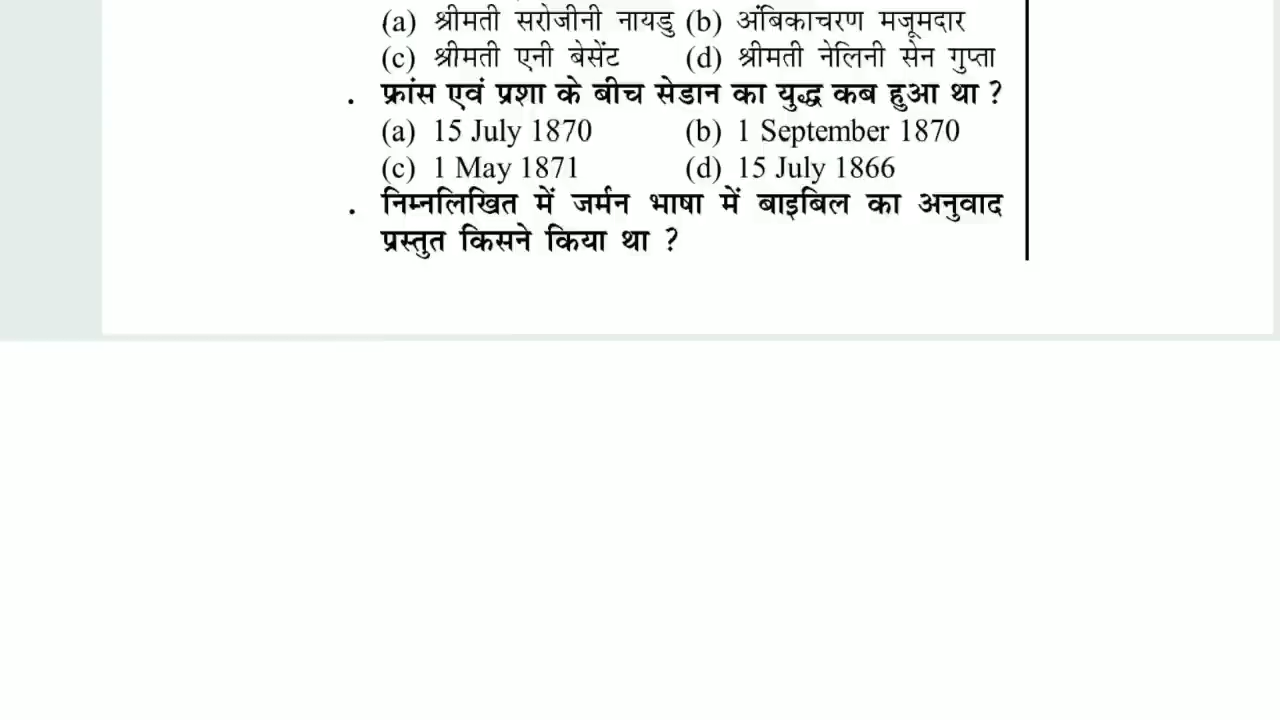 (a) श्रीमती सरोजीनी नायडु (b) अंबिकाचरण मजूमदार
(c) श्रीमती एनी बेसेंट (d) श्रीमती नेलिनी सेन गुप्ता
. फ्रांस एवं प्रशा के बीच सेडान का युद्ध कब हुआ था ?
(a) 15 July 1870 (b) 1 September 1870
(c) 1 May 1871 (d) 15 July 1866
. निम्नलिखित में जर्मन भाषा में बाइबिल का अनुवाद
प्रस्तुत किसने किया था ?